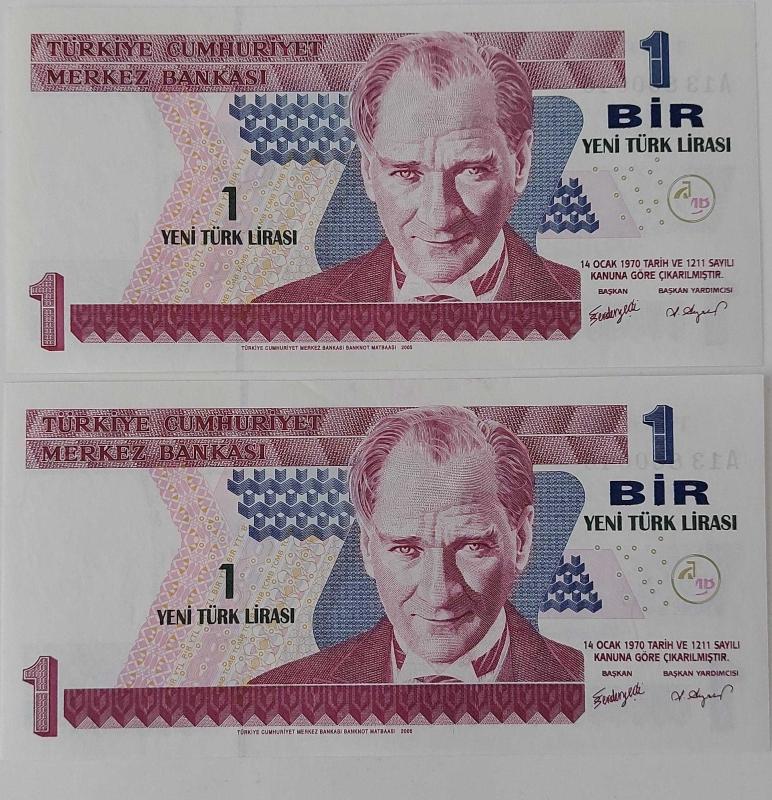 TÜRKİYE CUMHURİYET
MERKEZ BANKASI
1
BİR
YENİ TÜRK LİRASI
1
YENİ TÜRK LİRASI
14 OCAK 1970 TARİH VE 1211 SAYILI
KANUNA GÖRE ÇIKARILMIŞTIR.
BAŞKAN BAŞKAN YARDIMCISI
1
TÜRKİYE CUMHURİYET MERKEZ BANKASI BANKNOT MATBAASI 2005
TÜRKİYE CUMHURİYET
MERKEZ BANKASI
1
BİR
YENİ TÜRK LİRASI
1
YENİ TÜRK LİRASI
14 OCAK 1970 TARİH VE 1211 SAYILI
KANUNA GÖRE ÇIKARILMIŞTIR.
BAŞKAN BAŞKAN YARDIMCISI
1
TÜRKİYE CUMHURİYET MERKEZ BANKASI BANKNOT MATBAASI 2005